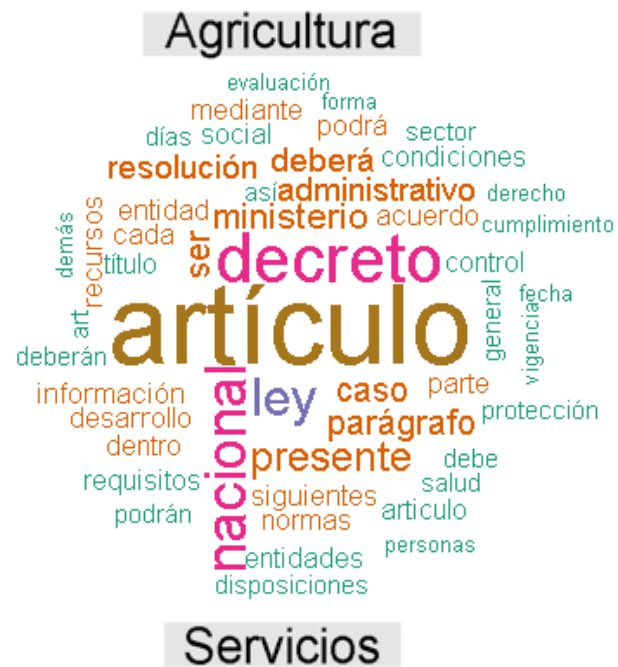 Agricultura
evaluación
mediante forma
días social podrá sector
resolución deberá condiciones
así administrativo derecho
demás recursos entidad ministerio acuerdo cumplimiento
cada ser decreto control
título
art artículo general fecha
deberán vigencia
información nacional ley caso parte
desarrollo parágrafo protección
dentro presente debe
requisitos siguientes salud
podrán normas articulo
entidades personas
disposiciones
Servicios